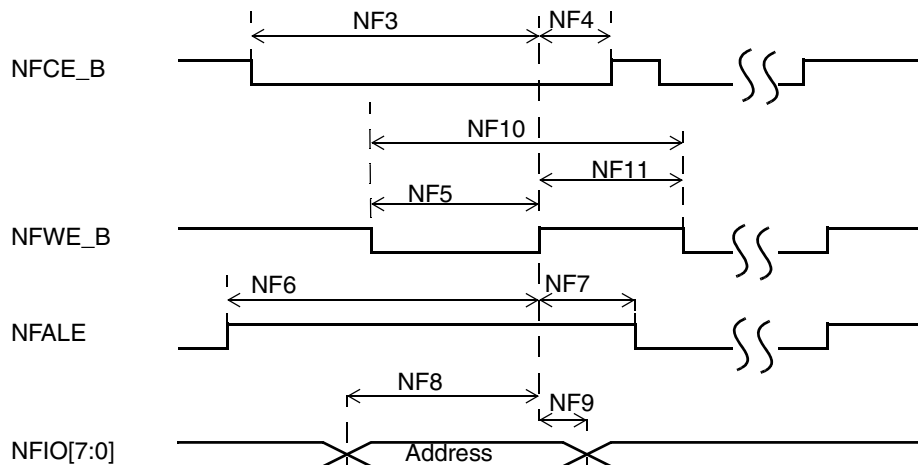 NF3 NF4
NFCE_B
NF10
NF11
NF5
NFWE_B
NF6 NF7
NFALE
NF8
NF9
NFIO[7:0] Address